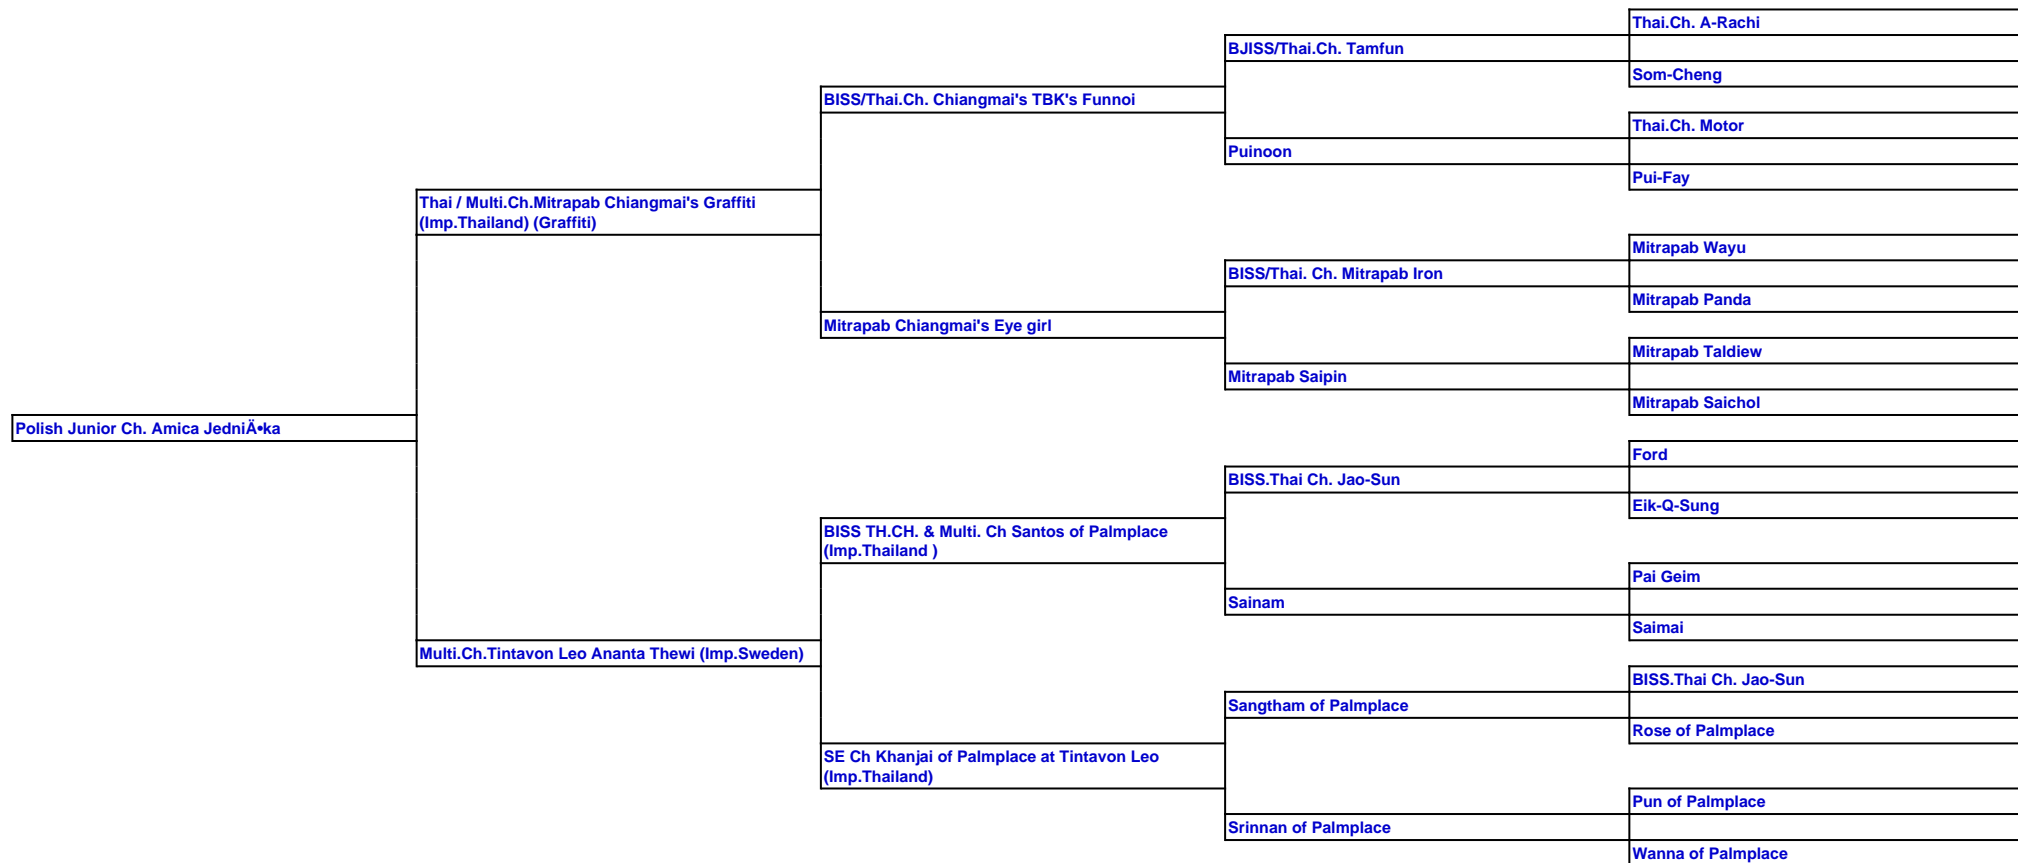 Thai.Ch. A-Rachi
BJISS/Thai.Ch. Tamfun
Som-Cheng
BISS/Thai.Ch. Chiangmai's TBK's Funnoi
Thai.Ch. Motor
Puinoon
Pui-Fay
Thai / Multi.Ch.Mitrapab Chiangmai's Graffiti
(Imp.Thailand) (Graffiti)
Mitrapab Wayu
BISS/Thai. Ch. Mitrapab Iron
Mitrapab Panda
Mitrapab Chiangmai's Eye girl
Mitrapab Taldiew
Mitrapab Saipin
Mitrapab Saichol
Polish Junior Ch. Amica JedniÄ•ka
Ford
BISS.Thai Ch. Jao-Sun
Eik-Q-Sung
BISS TH.CH. & Multi. Ch Santos of Palmplace
(Imp.Thailand )
Pai Geim
Sainam
Saimai
Multi.Ch.Tintavon Leo Ananta Thewi (Imp.Sweden)
BISS.Thai Ch. Jao-Sun
Sangtham of Palmplace
Rose of Palmplace
SE Ch Khanjai of Palmplace at Tintavon Leo
(Imp.Thailand)
Pun of Palmplace
Srinnan of Palmplace
Wanna of Palmplace